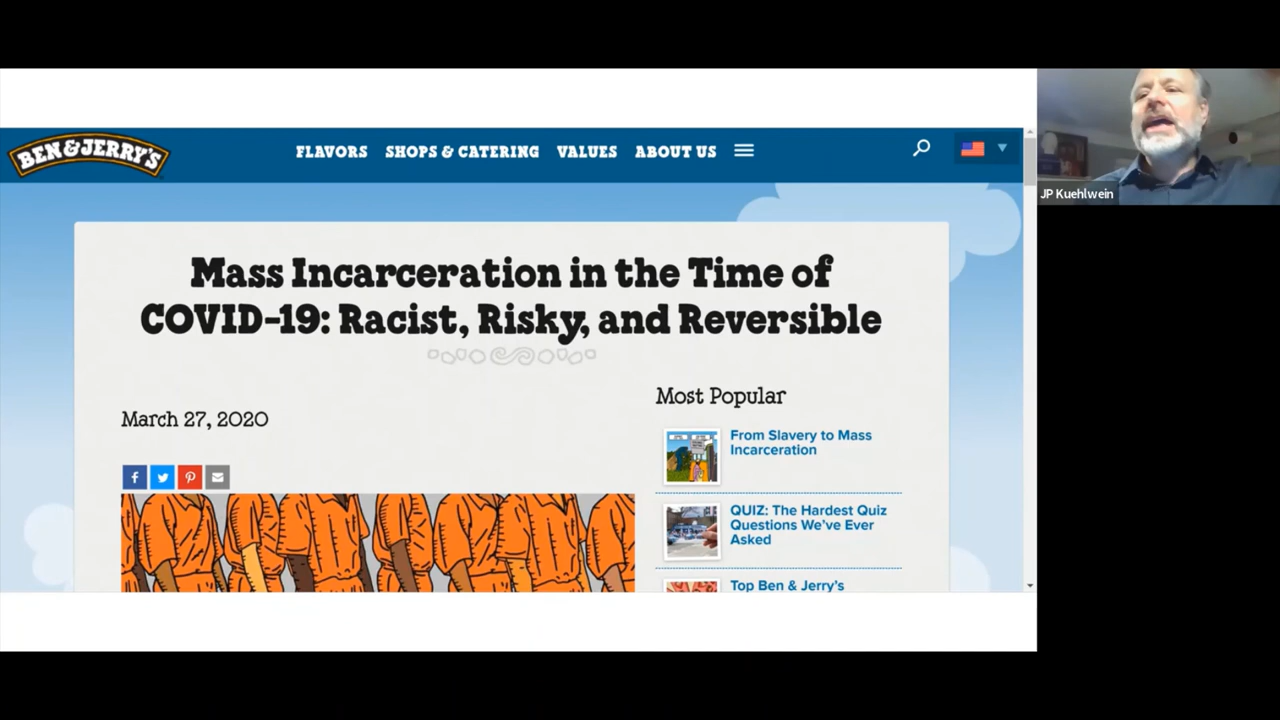 BEN & JERRY'S
FLAVORS SHOPS & CATERING VALUES ABOUT US
JP Kuehlwein
Mass Incarceration in the Time of
COVID-19: Racist, Risky, and Reversible
March 27, 2020
Most Popular
From Slavery to Mass
Incarceration
QUIZ: The Hardest Quiz
Questions We've Ever
Asked
Top Ben & Jerry's